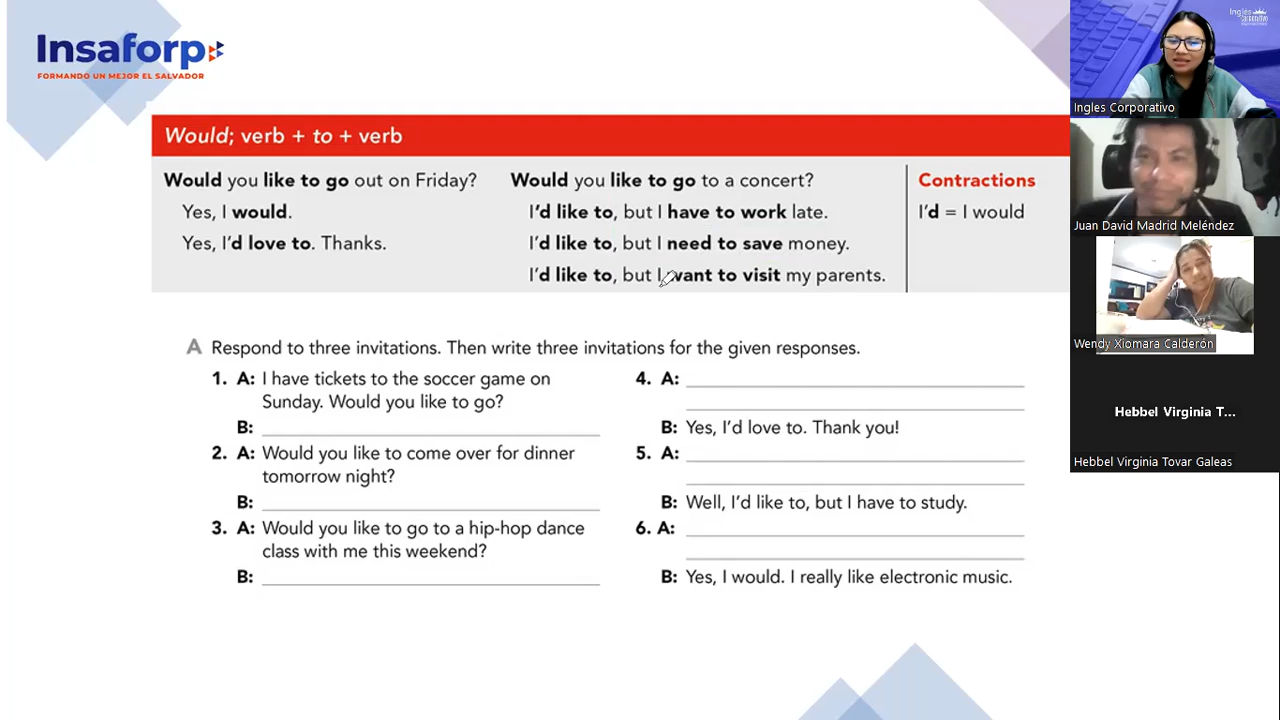 Insaforp
FORMANDO UN MEJOR EL SALVADOR
Would; verb + to + verb
Would you like to go out on Friday?
Yes, I would.
Yes, I'd love to. Thanks.
Would you like to go to a concert?
I'd like to, but I have to work late.
I'd like to, but I need to save money.
I'd like to, but I want to visit my parents.
Contractions
I'd = I would
A Respond to three invitations. Then write three invitations for the given responses.
1. A: I have tickets to the soccer game on
Sunday. Would you like to go?
B:
2. A: Would you like to come over for dinner
tomorrow night?
B:
3. A: Would you like to go to a hip-hop dance
class with me this weekend?
B:
4. A:
B: Yes, I'd love to. Thank you!
5. A:
B: Well, I'd like to, but I have to study.
6. A:
B: Yes, I would. I really like electronic music.
Inglés
Corporativo
Ingles Corporativo
Juan David Madrid Meléndez
Wendy Xiomara Calderón
Hebbel Virginia T...
Hebbel Virginia Tovar Galeas